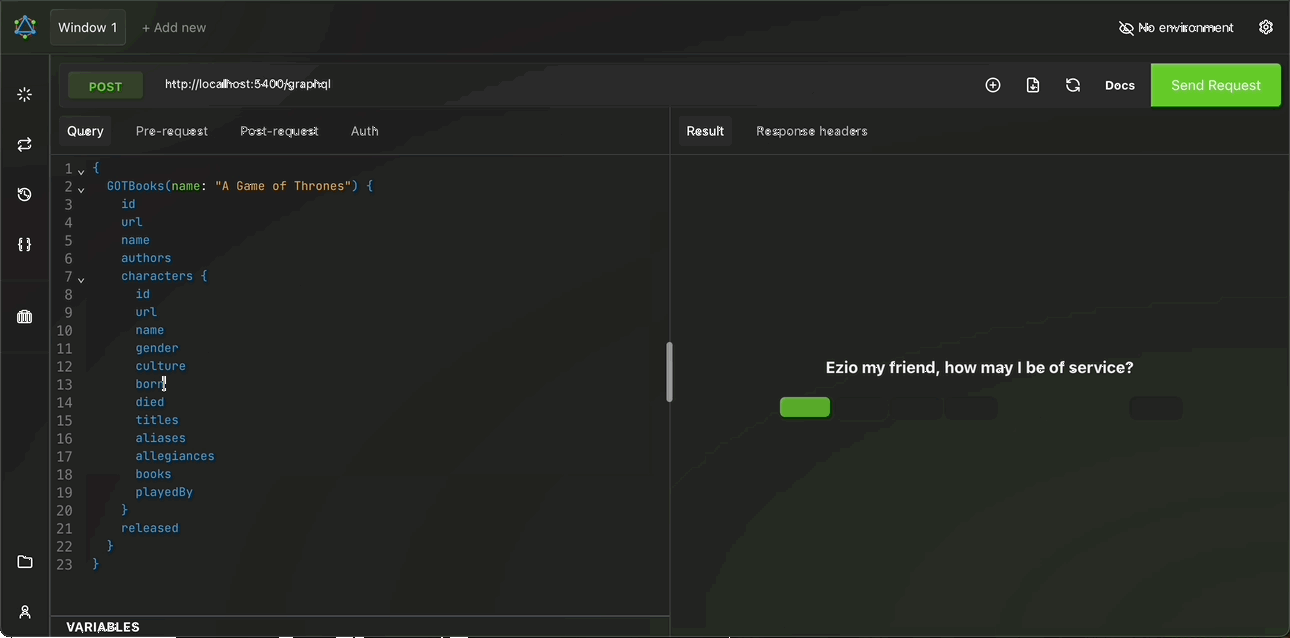 Window 1 + Add new No environment
POST http://localhost:5400/graphql Docs Send Request
Query Pre-request Post-request Auth Result Response headers
1 {
2 GOTBooks(name: "A Game of Thrones") {
3 id
4 url
5 name
6 authors
7 characters {
8 id
9 url
10 name
11 gender
12 culture
13 born
14 died
15 titles
16 aliases
17 allegiances
18 books
19 playedBy
20 }
21 released
22 }
23 }
Ezio my friend, how may I be of service?
VARIABLES